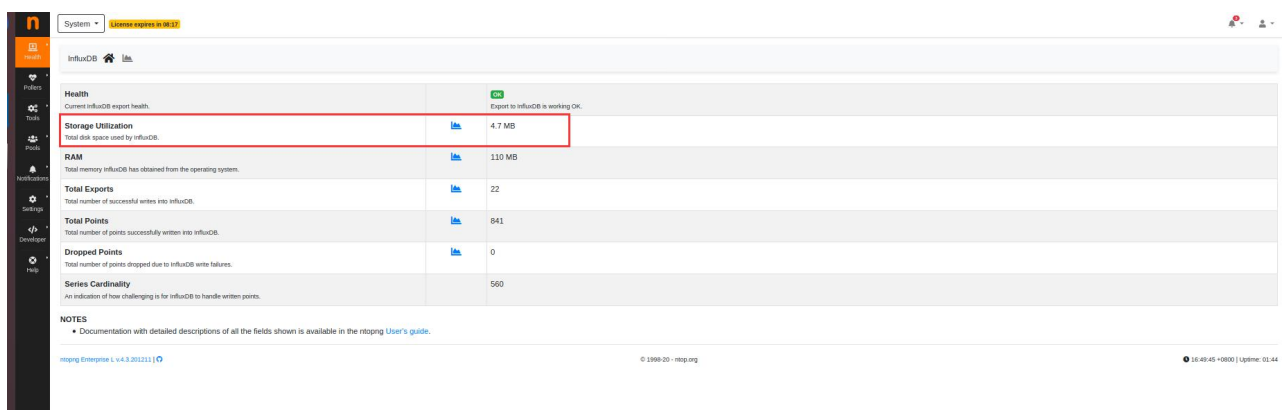 n
System
License expires in 08:17
Health
Pollers
Tools
Pools
Notifications
Settings
Developer
Help
InfluxDB
Health
Current InfluxDB export health.
OK
Export to InfluxDB is working OK.
Storage Utilization
Total disk space used by InfluxDB.
4.7 MB
RAM
Total memory InfluxDB has obtained from the operating system.
110 MB
Total Exports
Total number of successful writes into InfluxDB.
22
Total Points
Total number of points successfully written into InfluxDB.
841
Dropped Points
Total number of points dropped due to InfluxDB write failures.
0
Series Cardinality
An indication of how challenging is for InfluxDB to handle written points.
560
NOTES
• Documentation with detailed descriptions of all the fields shown is available in the ntopng User's guide.
ntopng Enterprise L v.4.3.201211 |
© 1998-20 - ntop.org
16:49:45 +0800 | Uptime: 01:44